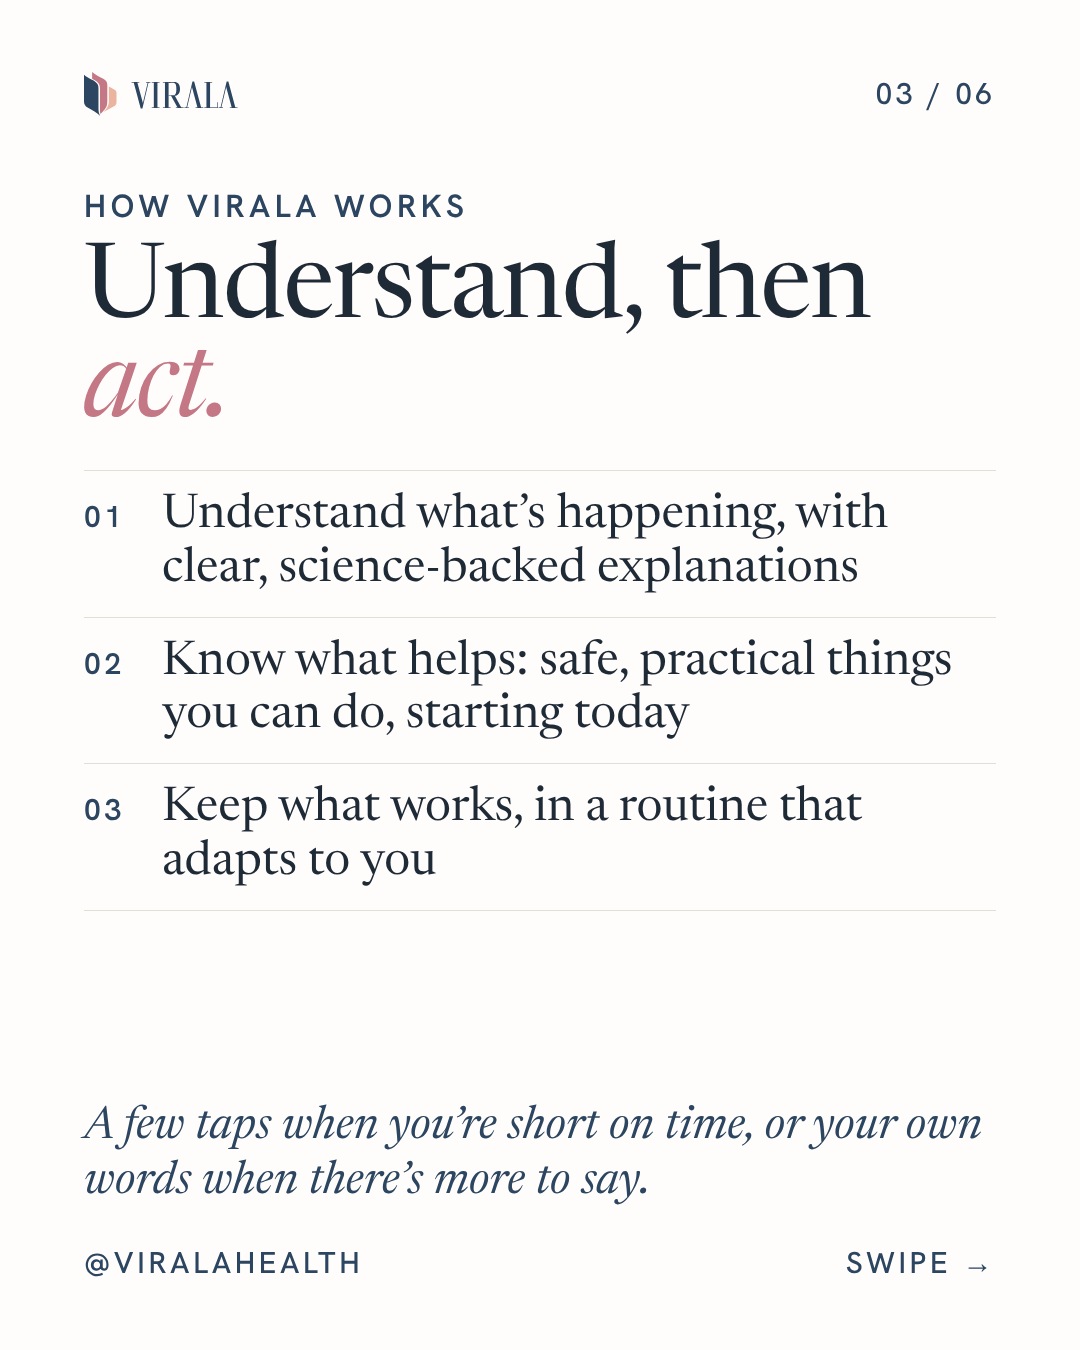 VIRALA
03 / 06
HOW VIRALA WORKS
Understand, then
act.
01 Understand what’s happening, with
clear, science-backed explanations
02 Know what helps: safe, practical things
you can do, starting today
03 Keep what works, in a routine that
adapts to you
A few taps when you’re short on time, or your own
words when there’s more to say.
@VIRALAHEALTH
SWIPE →